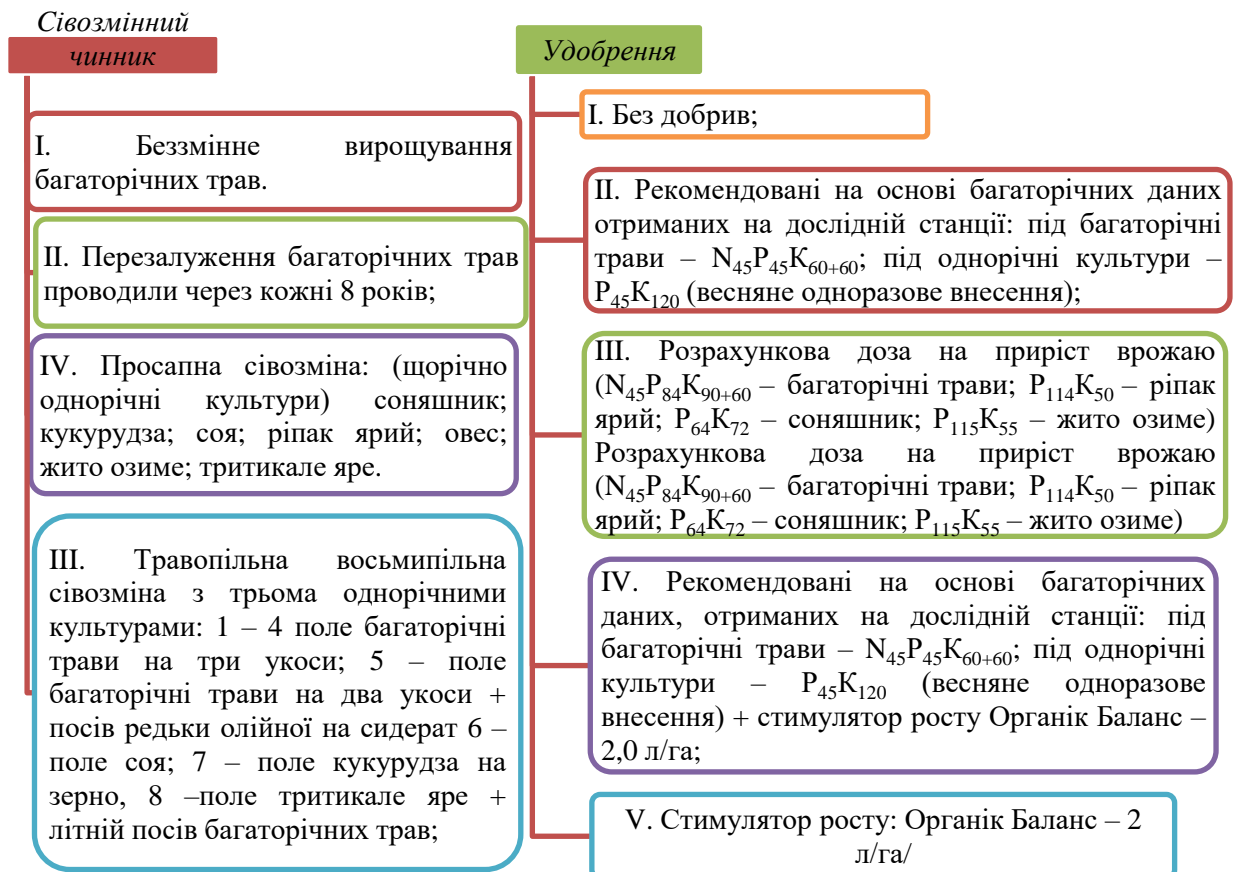 Сівозмінний
чинник
І. Беззмінне вирощування
багаторічних трав.
ІІ. Перезалуження багаторічних трав
проводили через кожні 8 років;
IV. Просапна сівозміна: (щорічно
однорічні культури) соняшник;
кукурудза; соя; ріпак ярий; овес;
жито озиме; тритикале яре.
ІІІ. Травопільна восьмипільна
сівозміна з трьома однорічними
культурами: 1 – 4 поле багаторічні
трави на три укоси; 5 – поле
багаторічні трави на два укоси +
посів редьки олійної на сидерат 6 –
поле соя; 7 – поле кукурудза на
зерно, 8 –поле тритикале яре +
літній посів багаторічних трав;
Удобрення
І. Без добрив;
ІІ. Рекомендовані на основі багаторічних даних
отриманих на дослідній станції: під багаторічні
трави – N45P45K60+60; під однорічні культури –
P45K120 (весняне одноразове внесення);
ІІІ. Розрахункова доза на приріст врожаю
(N45P84K90+60 – багаторічні трави; P114K50 – ріпак
ярий; P64K72 – соняшник; P115K55 – жито озиме)
Розрахункова доза на приріст врожаю
(N45P84K90+60 – багаторічні трави; P114K50 – ріпак
ярий; P64K72 – соняшник; P115K55 – жито озиме)
IV. Рекомендовані на основі багаторічних
даних, отриманих на дослідній станції: під
багаторічні трави – N45P45K60+60; під однорічні
культури – P45K120 (весняне одноразове
внесення) + стимулятор росту Органік Баланс –
2,0 л/га;
V. Стимулятор росту: Органік Баланс – 2
л/га/